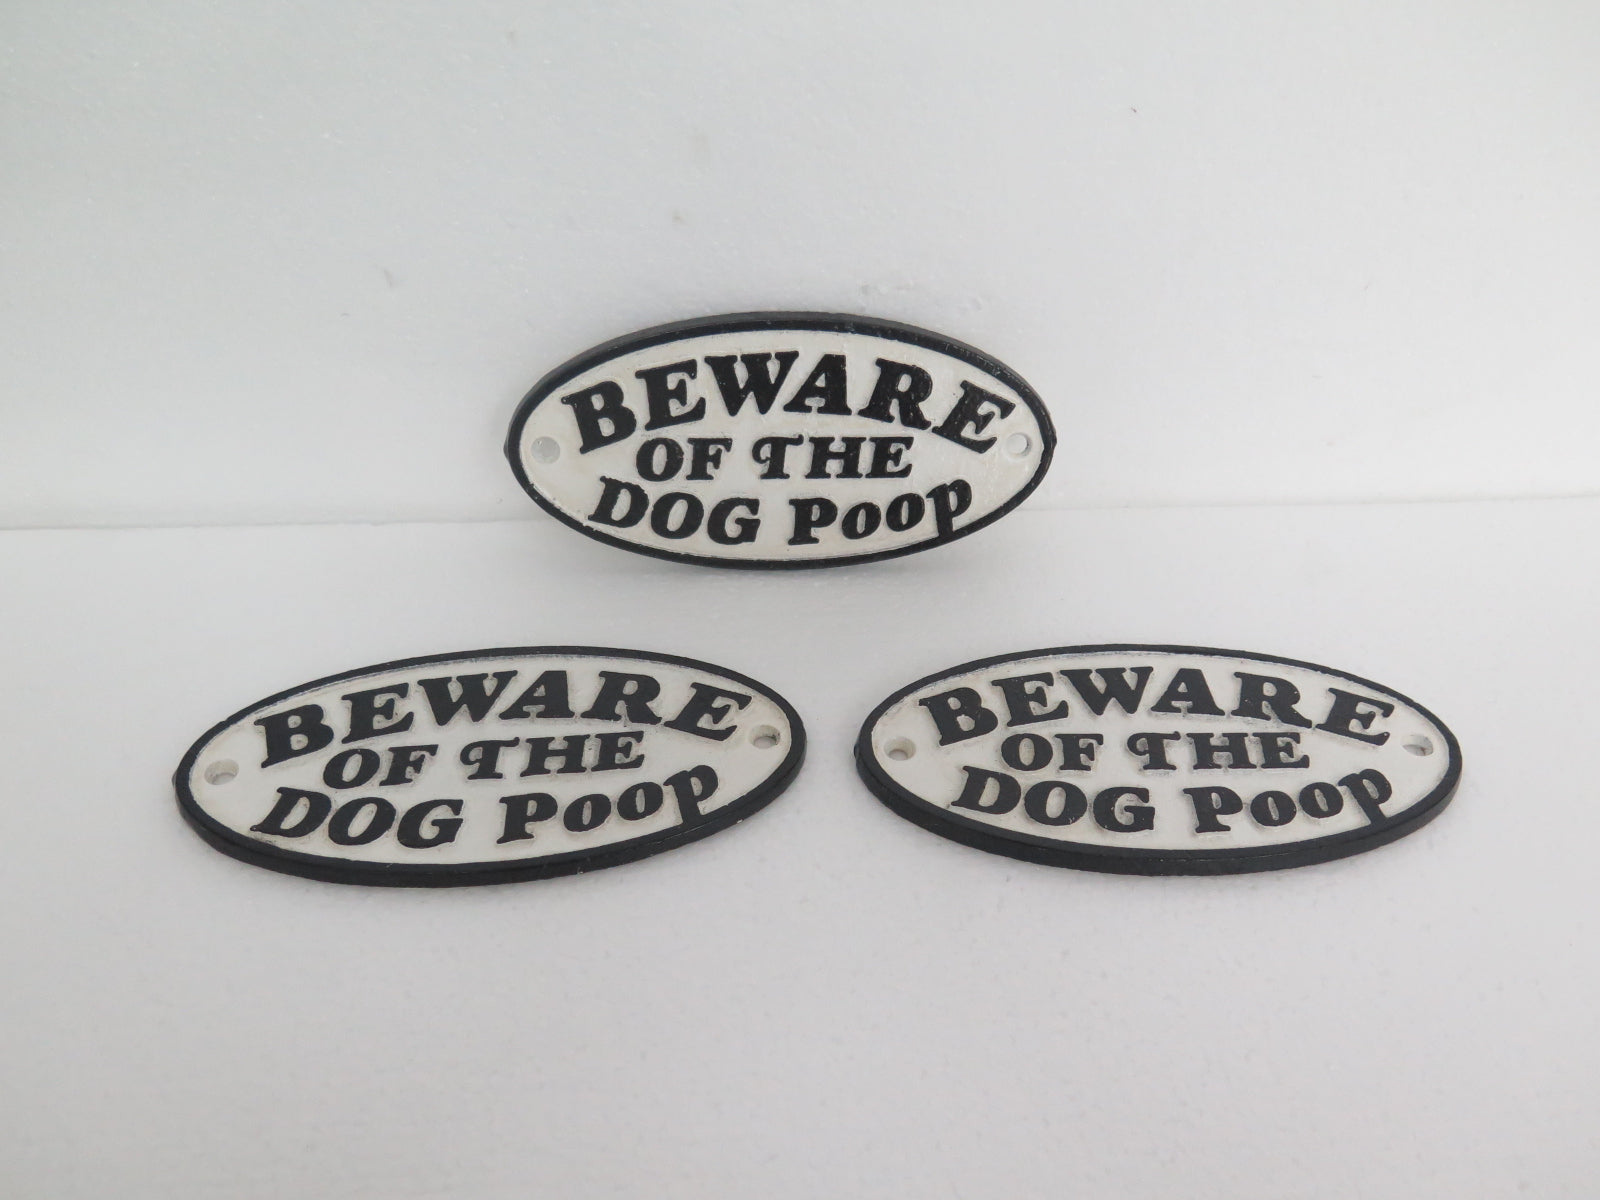 BEWARE
OF THE
DOG Poop
BEWARE
OF THE
DOG Poop
BEWARE
OF THE
DOG Poop